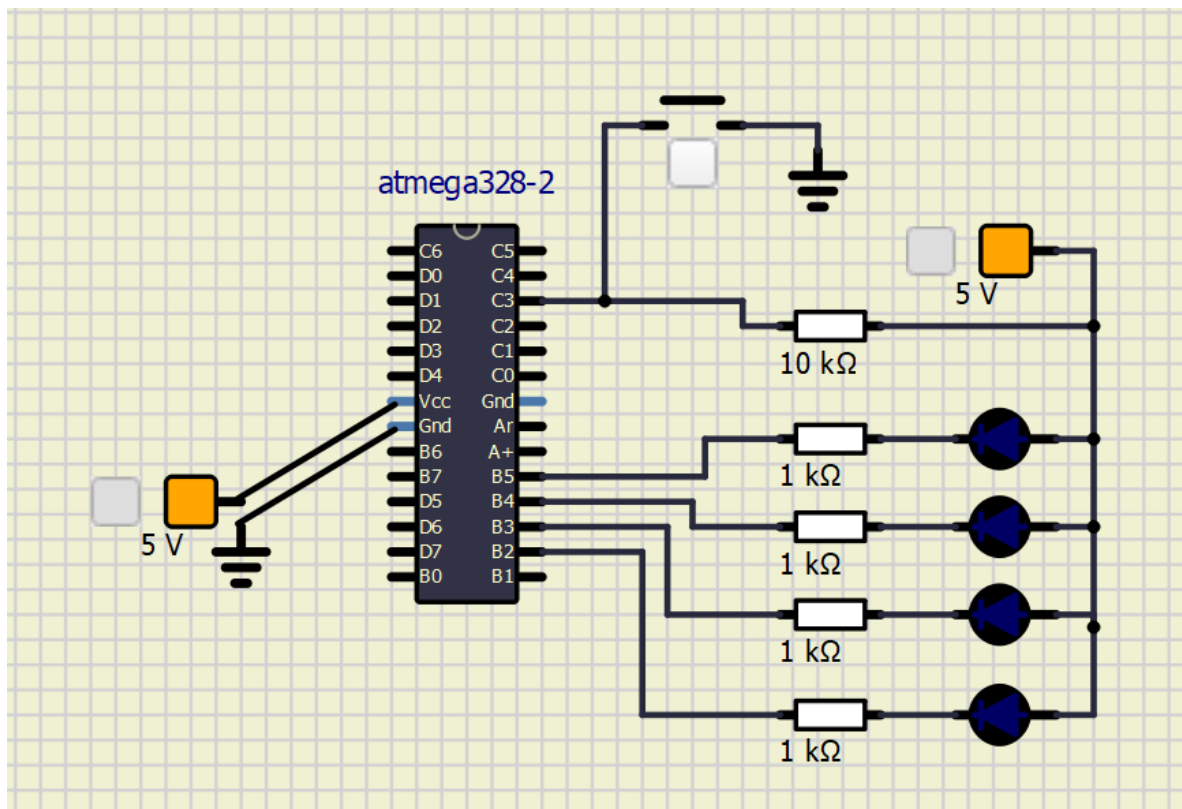 atmega328-2
C6 C5
D0 C4
D1 C3
D2 C2
D3 C1
D4 C0
Vcc Gnd
Gnd Ar
B6 A+
B7 B5
D5 B4
D6 B3
D7 B2
B0 B1
5 V
5 V
10 kΩ
1 kΩ
1 kΩ
1 kΩ
1 kΩ